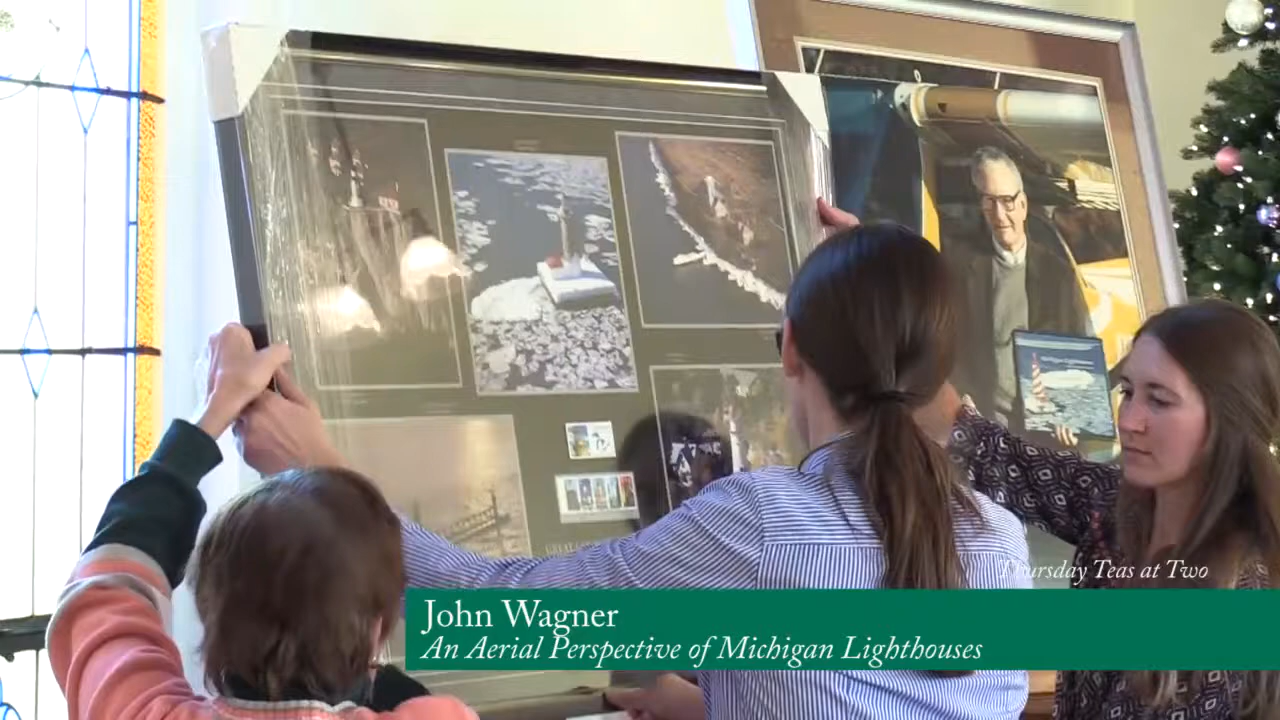 Thursday Teas at Two
John Wagner
An Aerial Perspective of Michigan Lighthouses